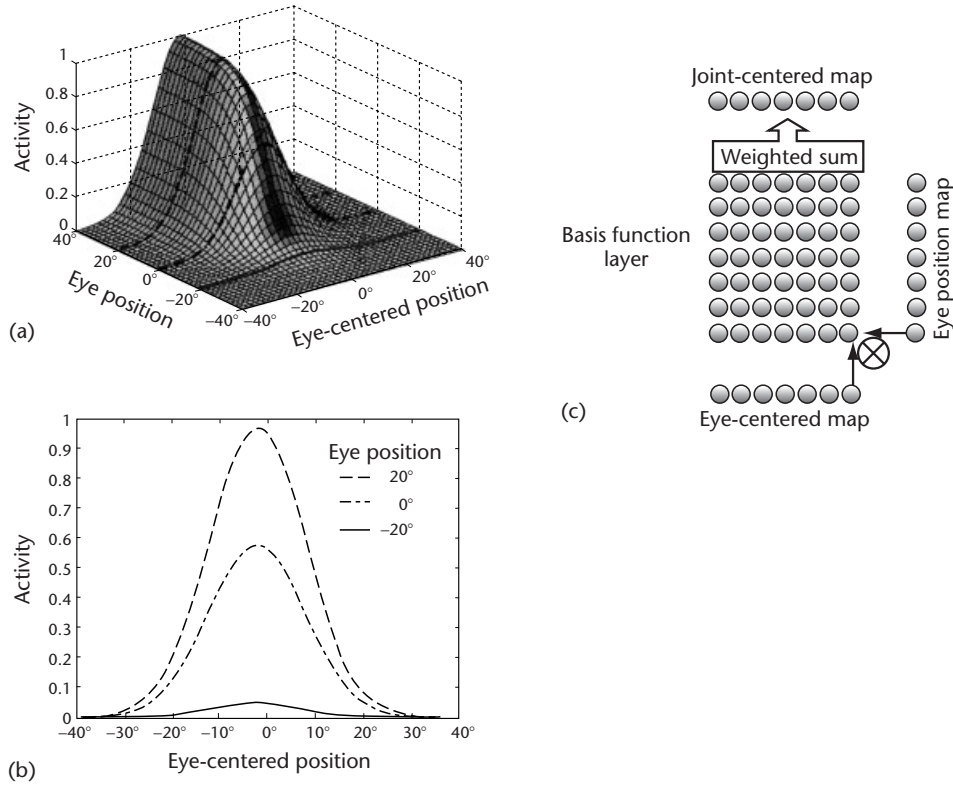 1
0.8
0.6
0.4
0.2
0
Activity
40°
20°
0°
−20°
−40°
Eye position
−40°
−20°
0°
20°
40°
Eye-centered position
(a)
Joint-centered map
Weighted sum
Basis function
layer
Eye position map
Eye-centered map
(c)
1
0.9
0.8
0.7
0.6
0.5
0.4
0.3
0.2
0.1
0
Activity
Eye position
20°
0°
−20°
−40° −30° −20° −10° 0° 10° 20° 30° 40°
Eye-centered position
(b)